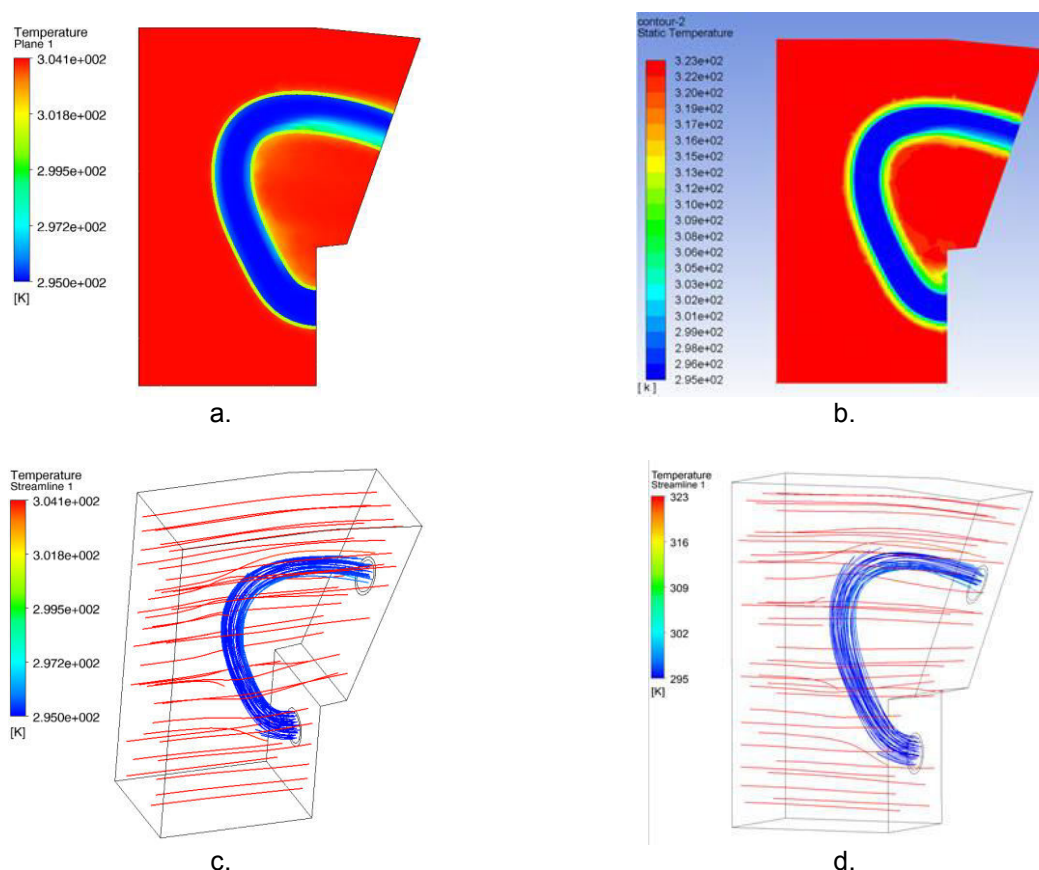 Temperature
Plane 1
3.041e+002
3.018e+002
2.995e+002
2.972e+002
2.950e+002
[K]
a.
contour-2
Static Temperature
3.23e+02
3.22e+02
3.20e+02
3.19e+02
3.17e+02
3.16e+02
3.15e+02
3.13e+02
3.12e+02
3.10e+02
3.09e+02
3.08e+02
3.06e+02
3.05e+02
3.03e+02
3.02e+02
3.01e+02
2.99e+02
2.98e+02
2.96e+02
2.95e+02
[ k ]
b.
Temperature
Streamline 1
3.041e+002
3.018e+002
2.995e+002
2.972e+002
2.950e+002
[K]
c.
Temperature
Streamline 1
323
316
309
302
295
[K]
d.